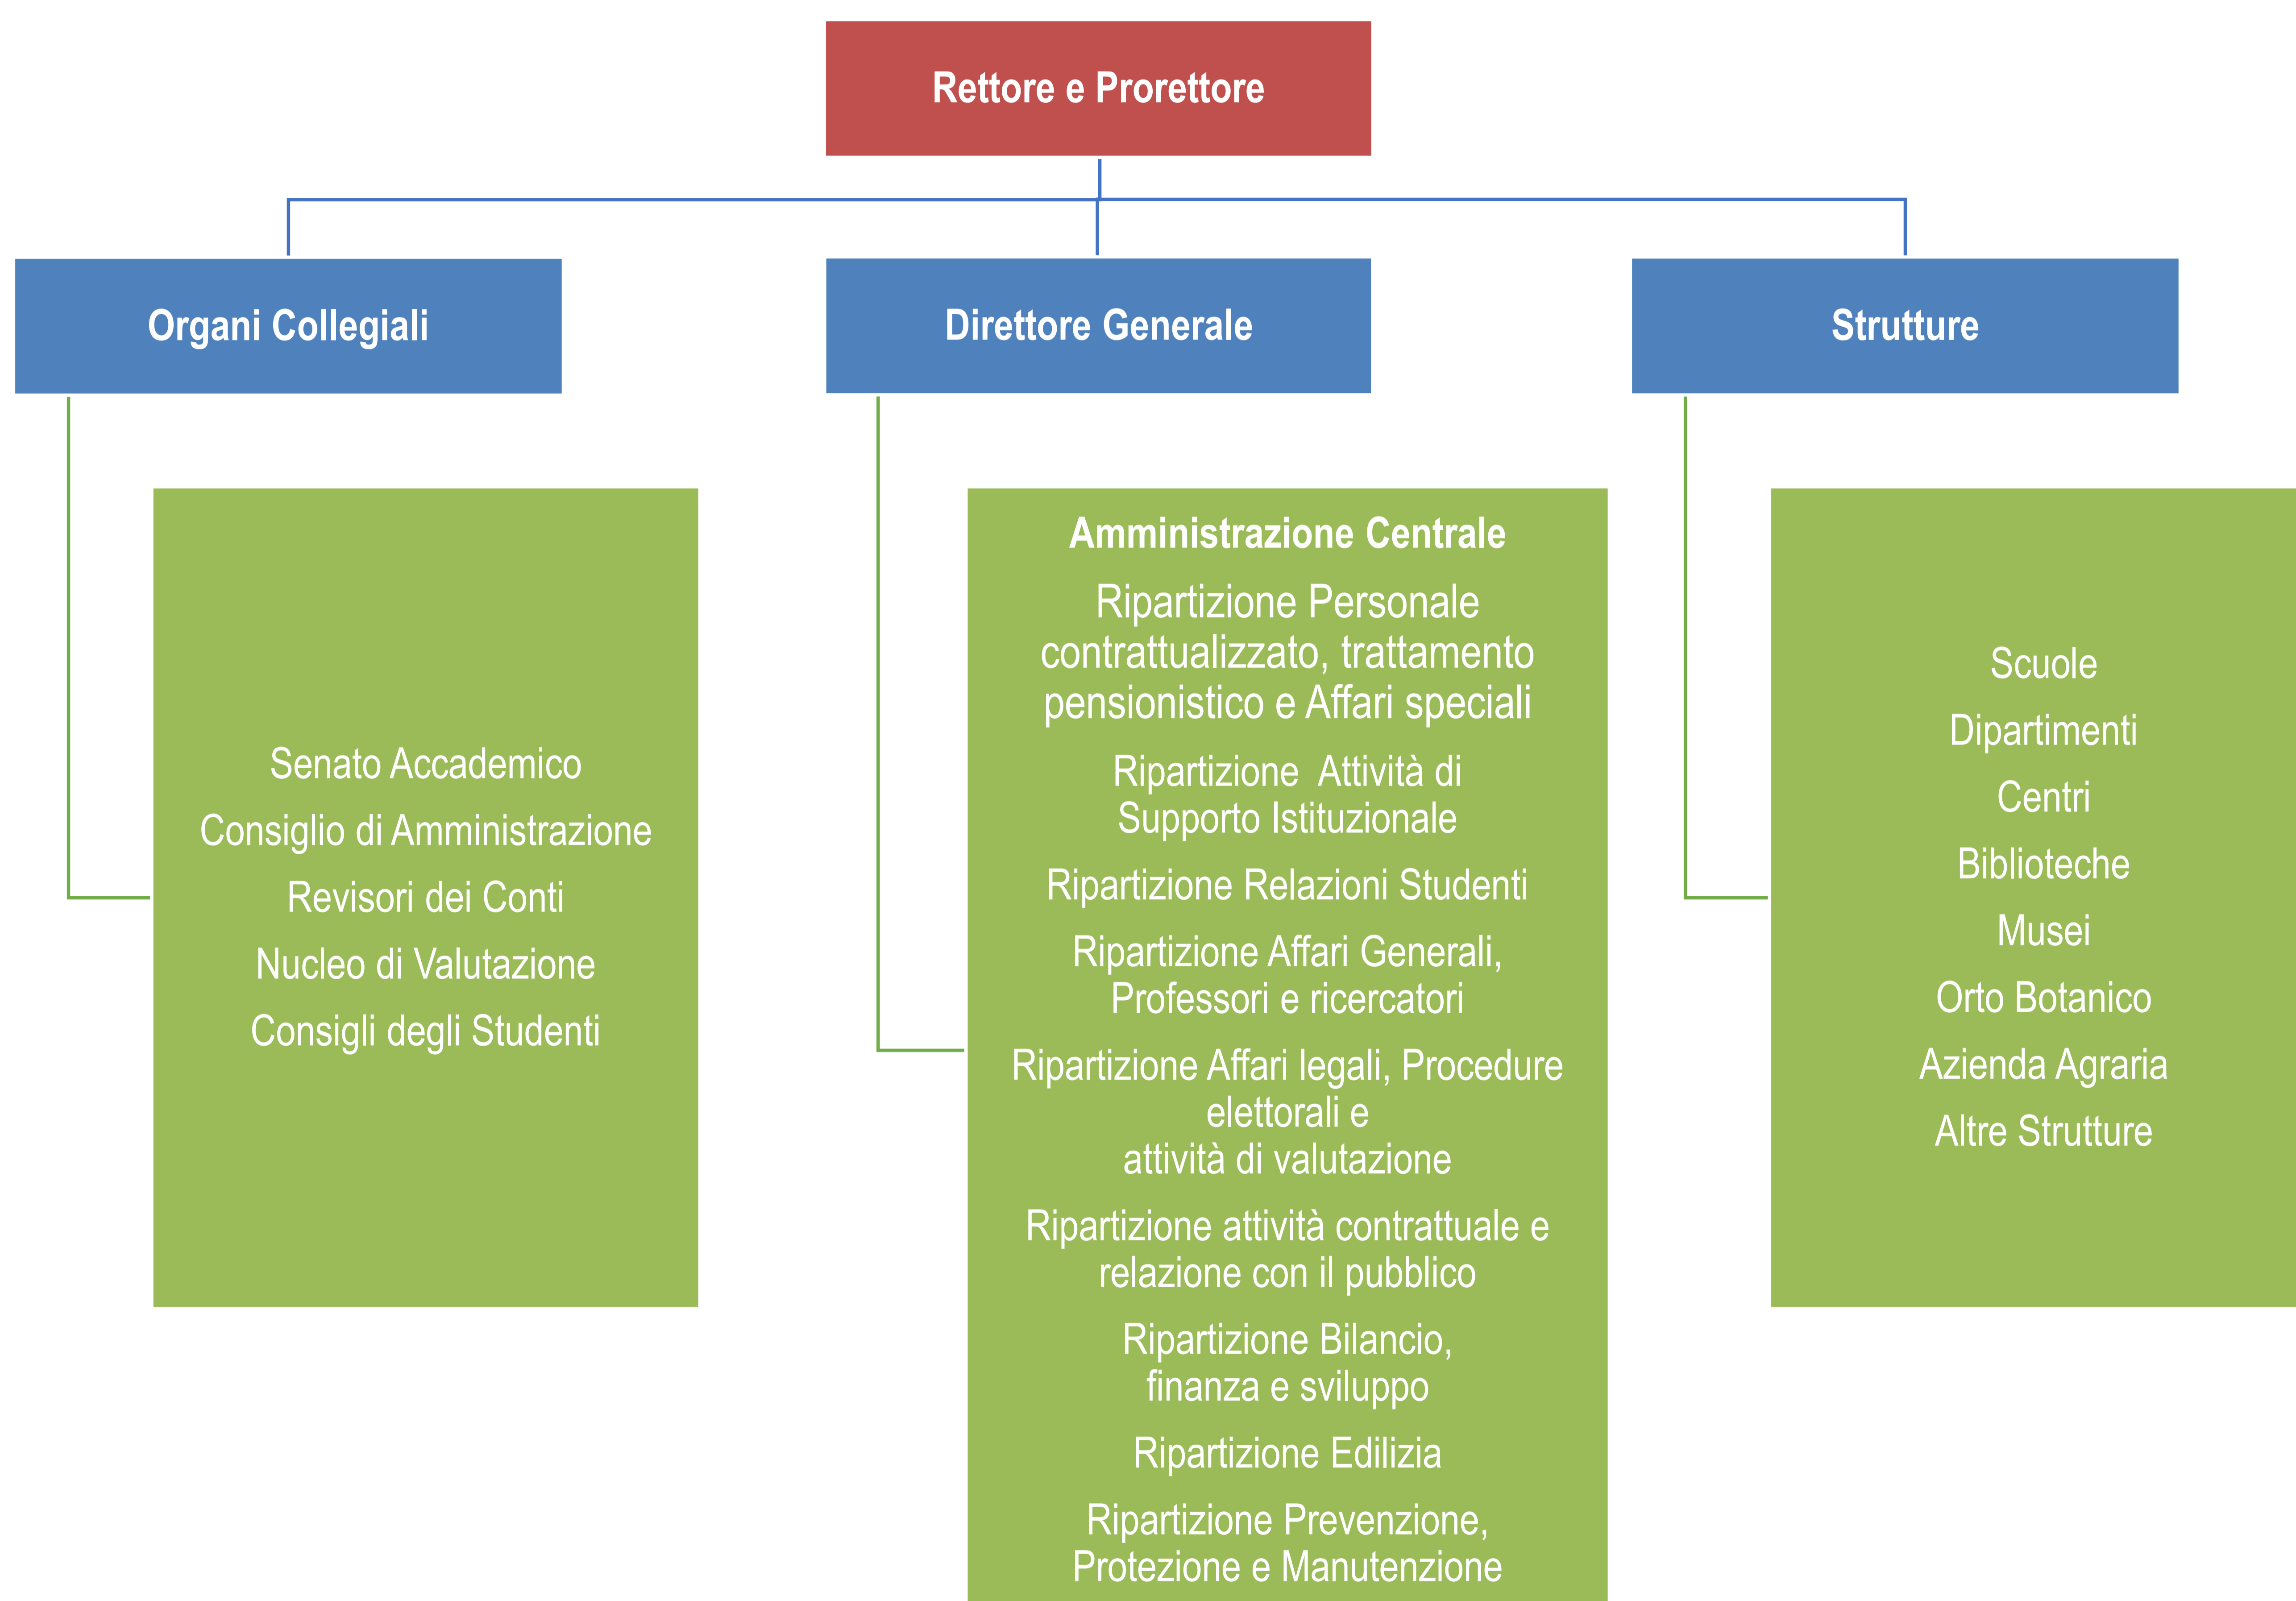 Rettore e Prorettore
Organi Collegiali
Direttore Generale
Strutture
Senato Accademico
Consiglio di Amministrazione
Revisori dei Conti
Nucleo di Valutazione
Consigli degli Studenti
Amministrazione Centrale
Ripartizione Personale
contrattualizzato, trattamento
pensionistico e Affari speciali
Ripartizione  Attività di
Supporto Istituzionale
Ripartizione Relazioni Studenti
Ripartizione Affari Generali,
Professori e ricercatori
Ripartizione Affari legali, Procedure
elettorali e
attività di valutazione
Ripartizione attività contrattuale e
relazione con il pubblico
Ripartizione Bilancio,
finanza e sviluppo
Ripartizione Edilizia
Ripartizione Prevenzione,
Protezione e Manutenzione
Scuole
Dipartimenti
Centri
Biblioteche
Musei
Orto Botanico
Azienda Agraria
Altre Strutture